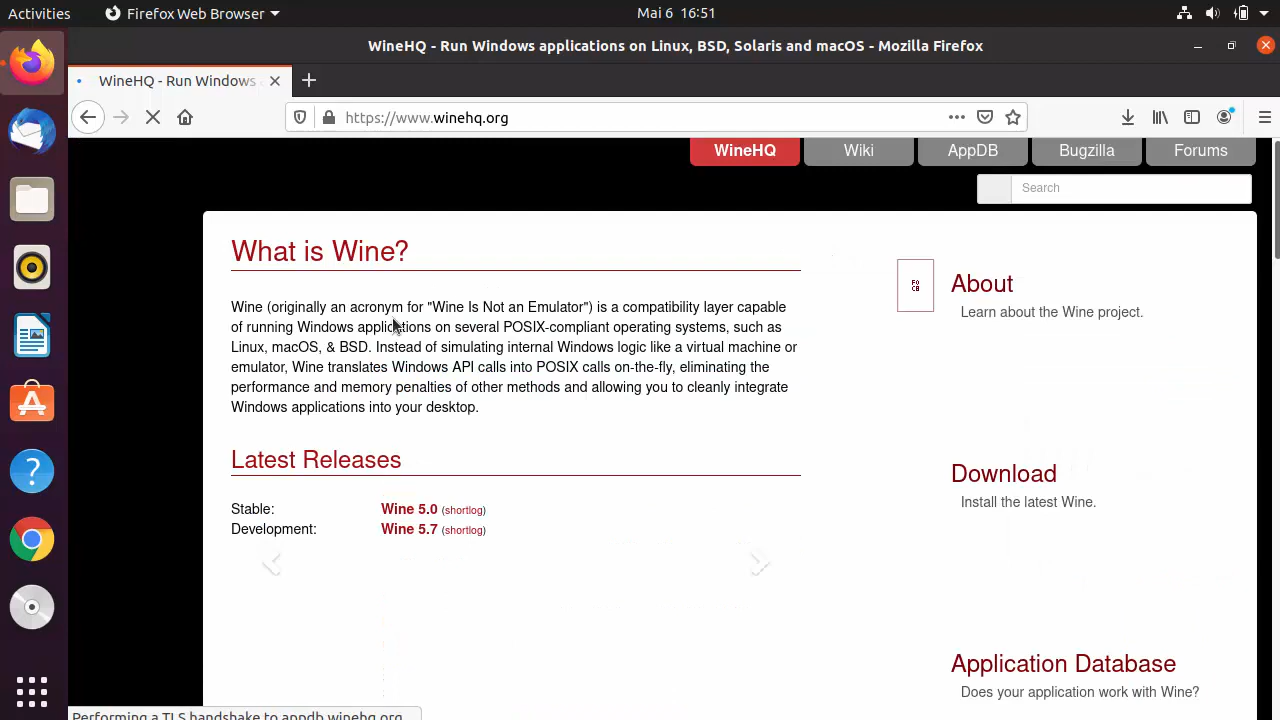 Activities
Firefox Web Browser
Mai 6 16:51
WineHQ - Run Windows applications on Linux, BSD, Solaris and macOS - Mozilla Firefox
WineHQ - Run Windows
https://www.winehq.org
WineHQ
Wiki
AppDB
Bugzilla
Forums
Search
What is Wine?
Wine (originally an acronym for "Wine Is Not an Emulator") is a compatibility layer capable
of running Windows applications on several POSIX-compliant operating systems, such as
Linux, macOS, & BSD. Instead of simulating internal Windows logic like a virtual machine or
emulator, Wine translates Windows API calls into POSIX calls on-the-fly, eliminating the
performance and memory penalties of other methods and allowing you to cleanly integrate
Windows applications into your desktop.
Latest Releases
Stable: Wine 5.0 (shortlog)
Development: Wine 5.7 (shortlog)
About
Learn about the Wine project.
Download
Install the latest Wine.
Application Database
Does your application work with Wine?
Performing a TLS handshake to appdb.winehq.org